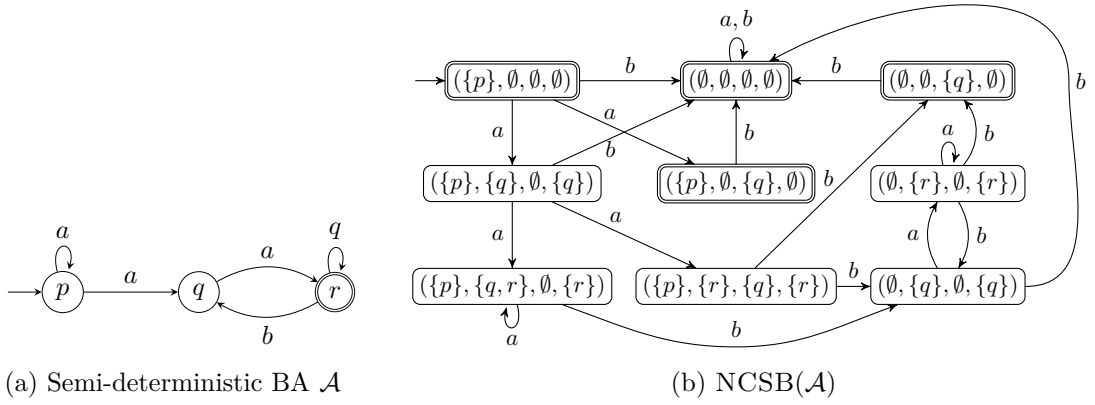 a
p
a
q
a
b
q
r
(a) Semi-deterministic BA 𝒜
({p}, ∅, ∅, ∅)
b
a, b
(∅, ∅, ∅, ∅)
b
(∅, ∅, {q}, ∅)
b
a
a
b
b
a
b
({p}, {q}, ∅, {q})
({p}, ∅, {q}, ∅)
b
(∅, {r}, ∅, {r})
a
a
a
b
({p}, {q, r}, ∅, {r})
({p}, {r}, {q}, {r})
b
(∅, {q}, ∅, {q})
a
b
(b) NCSB(𝒜)